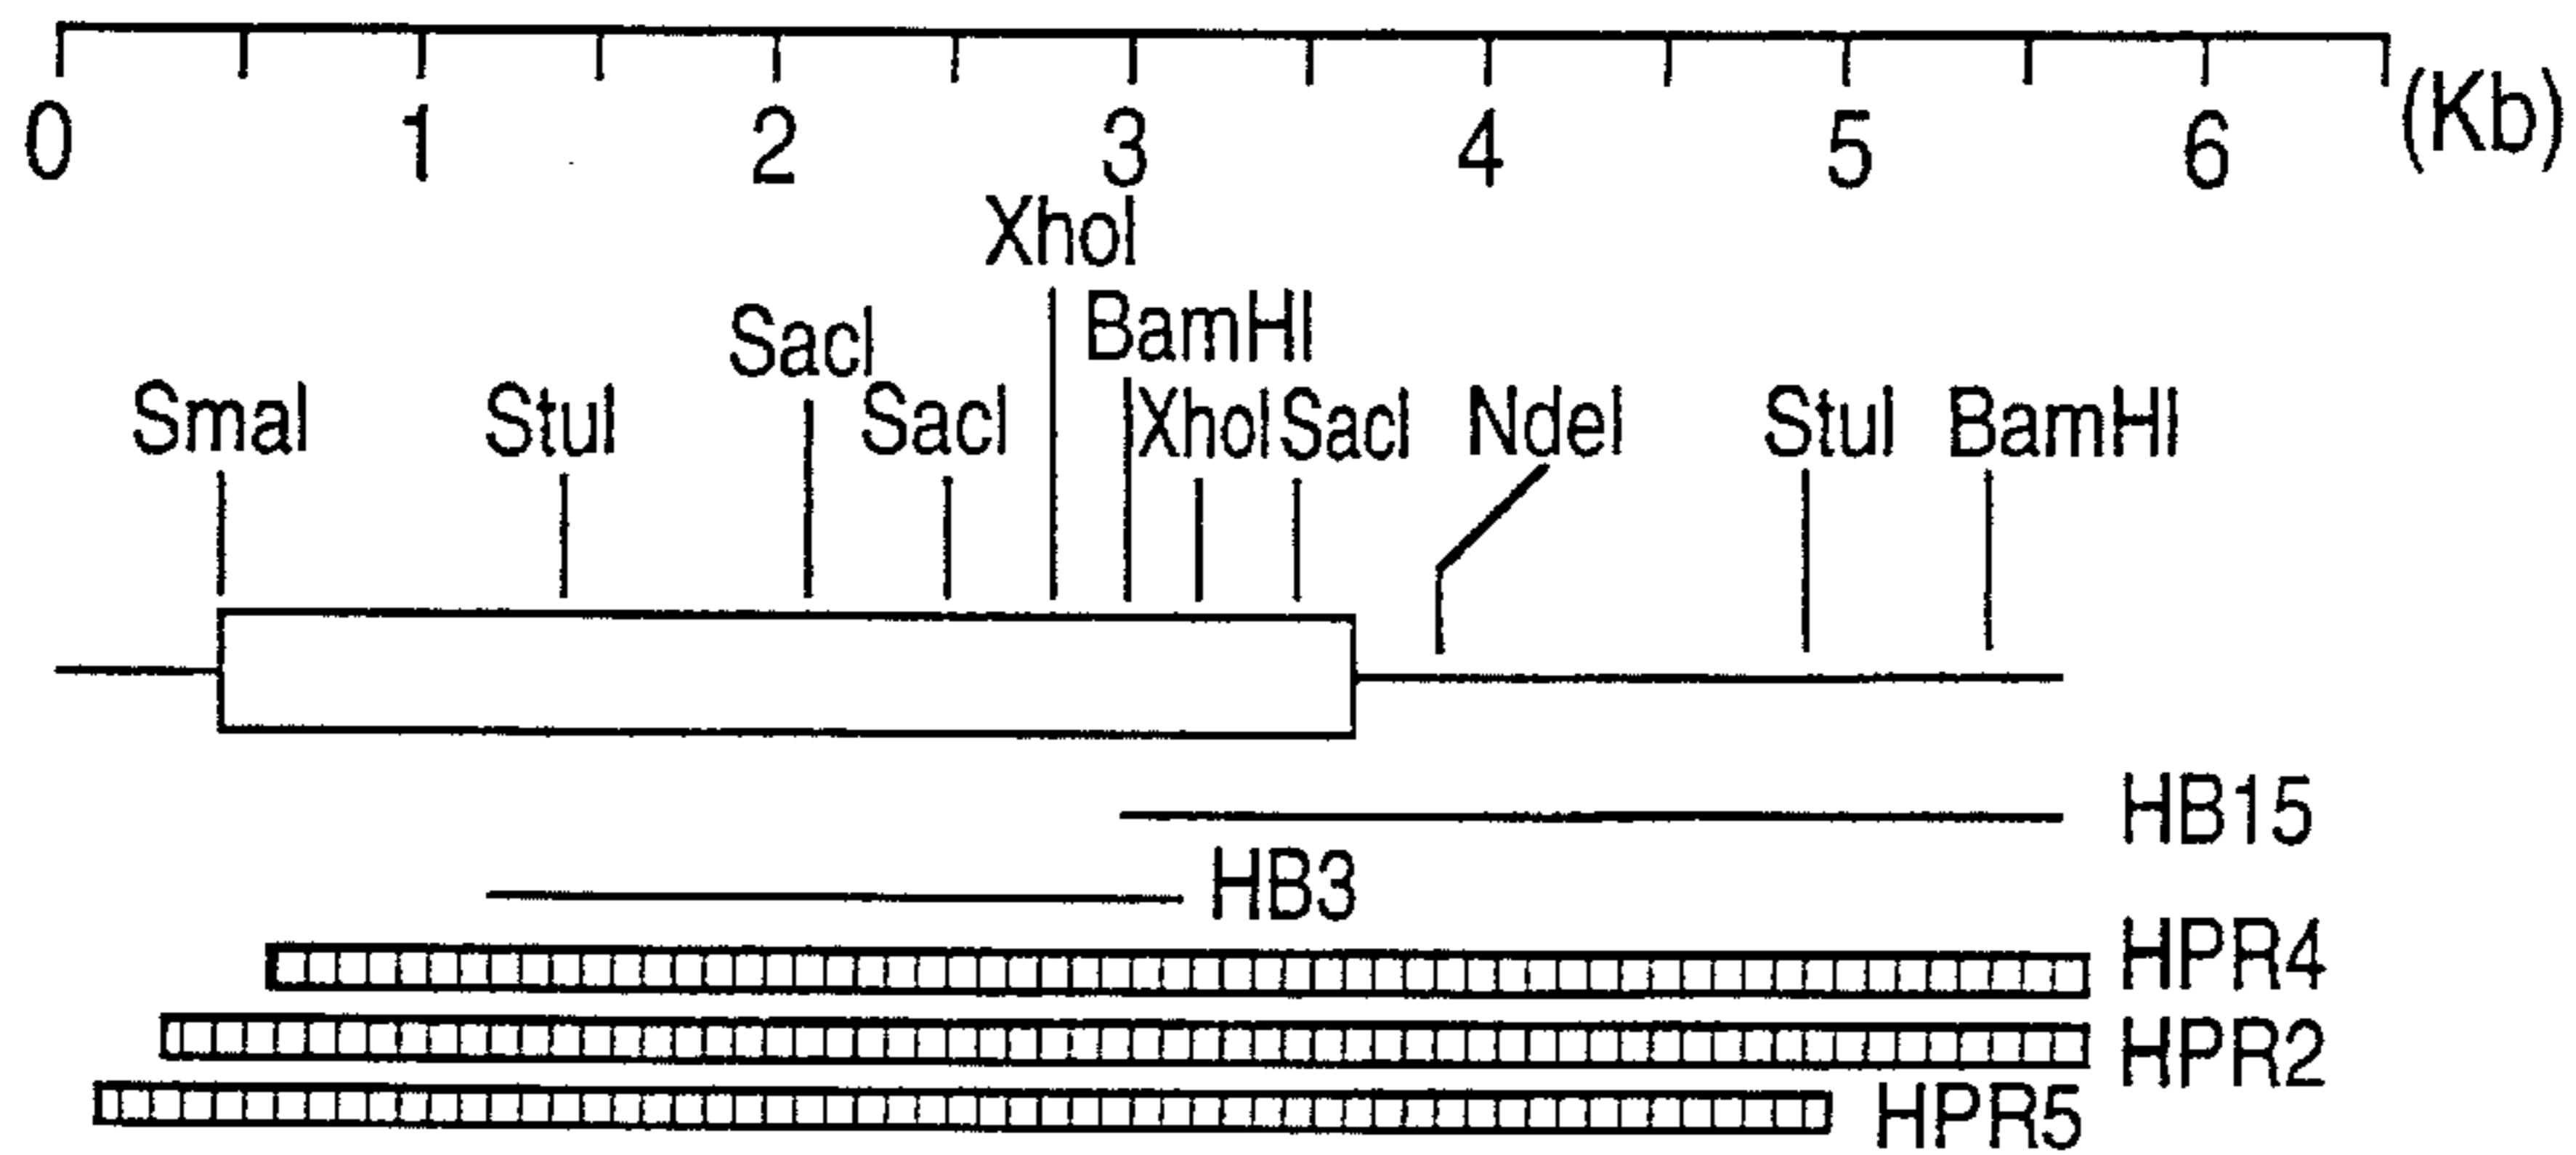 0 1 2 3 4 5 6 (Kb)
XhoI
BamHI
SacI
SmaI StuI SacI XhoI SacI NdeI StuI BamHI
HB15
HB3
HPR4
HPR2
HPR5